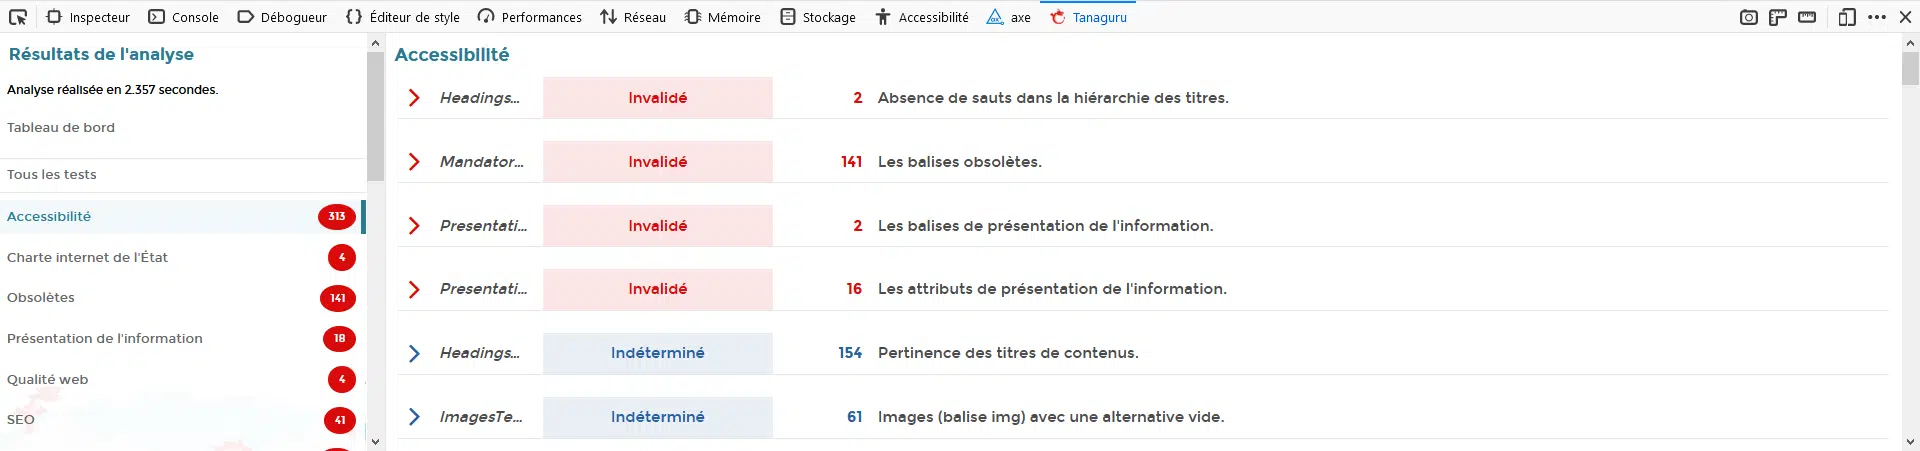 Inspecteur Console Débogueur Éditeur de style Performances Réseau Mémoire Stockage Accessibilité axe Tanaguru
Résultats de l'analyse
Analyse réalisée en 2.357 secondes.
Tableau de bord
Tous les tests
Accessibilité 313
Charte internet de l'État 4
Obsolètes 141
Présentation de l'information 18
Qualité web 4
SEO 41
Accessibilité
Headings... Invalidé 2 Absence de sauts dans la hiérarchie des titres.
Mandator... Invalidé 141 Les balises obsolètes.
Presentati... Invalidé 2 Les balises de présentation de l'information.
Presentati... Invalidé 16 Les attributs de présentation de l'information.
Headings... Indéterminé 154 Pertinence des titres de contenus.
ImagesTe... Indéterminé 61 Images (balise img) avec une alternative vide.